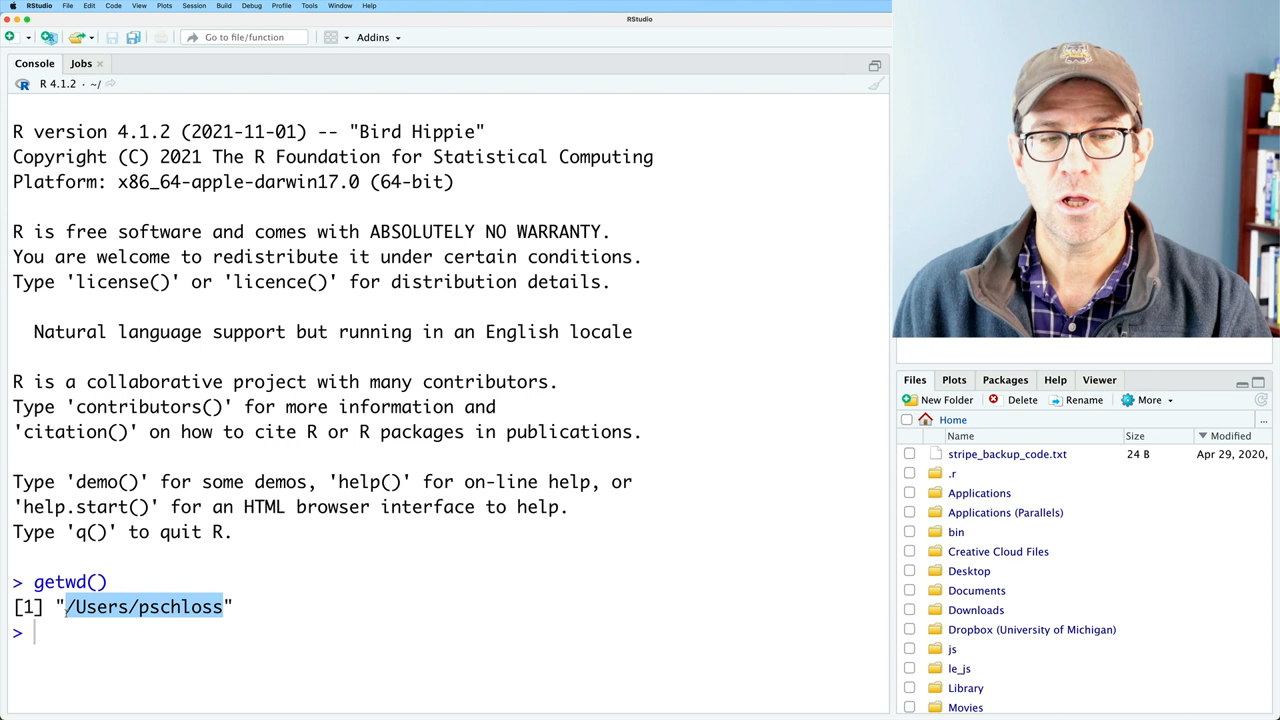 RStudio File Edit Code View Plots Session Build Debug Profile Tools Window Help
RStudio
Go to file/function
Addins
Console Jobs
R 4.1.2 · ~/
R version 4.1.2 (2021-11-01) -- "Bird Hippie"
Copyright (C) 2021 The R Foundation for Statistical Computing
Platform: x86_64-apple-darwin17.0 (64-bit)
R is free software and comes with ABSOLUTELY NO WARRANTY.
You are welcome to redistribute it under certain conditions.
Type 'license()' or 'licence()' for distribution details.
Natural language support but running in an English locale
R is a collaborative project with many contributors.
Type 'contributors()' for more information and
'citation()' on how to cite R or R packages in publications.
Type 'demo()' for some demos, 'help()' for on-line help, or
'help.start()' for an HTML browser interface to help.
Type 'q()' to quit R.
> getwd()
[1] "/Users/pschloss"
>
Files Plots Packages Help Viewer
New Folder Delete Rename More
Home ...
Name Size Modified
stripe_backup_code.txt 24 B Apr 29, 2020,
.r
Applications
Applications (Parallels)
bin
Creative Cloud Files
Desktop
Documents
Downloads
Dropbox (University of Michigan)
js
le_js
Library
Movies